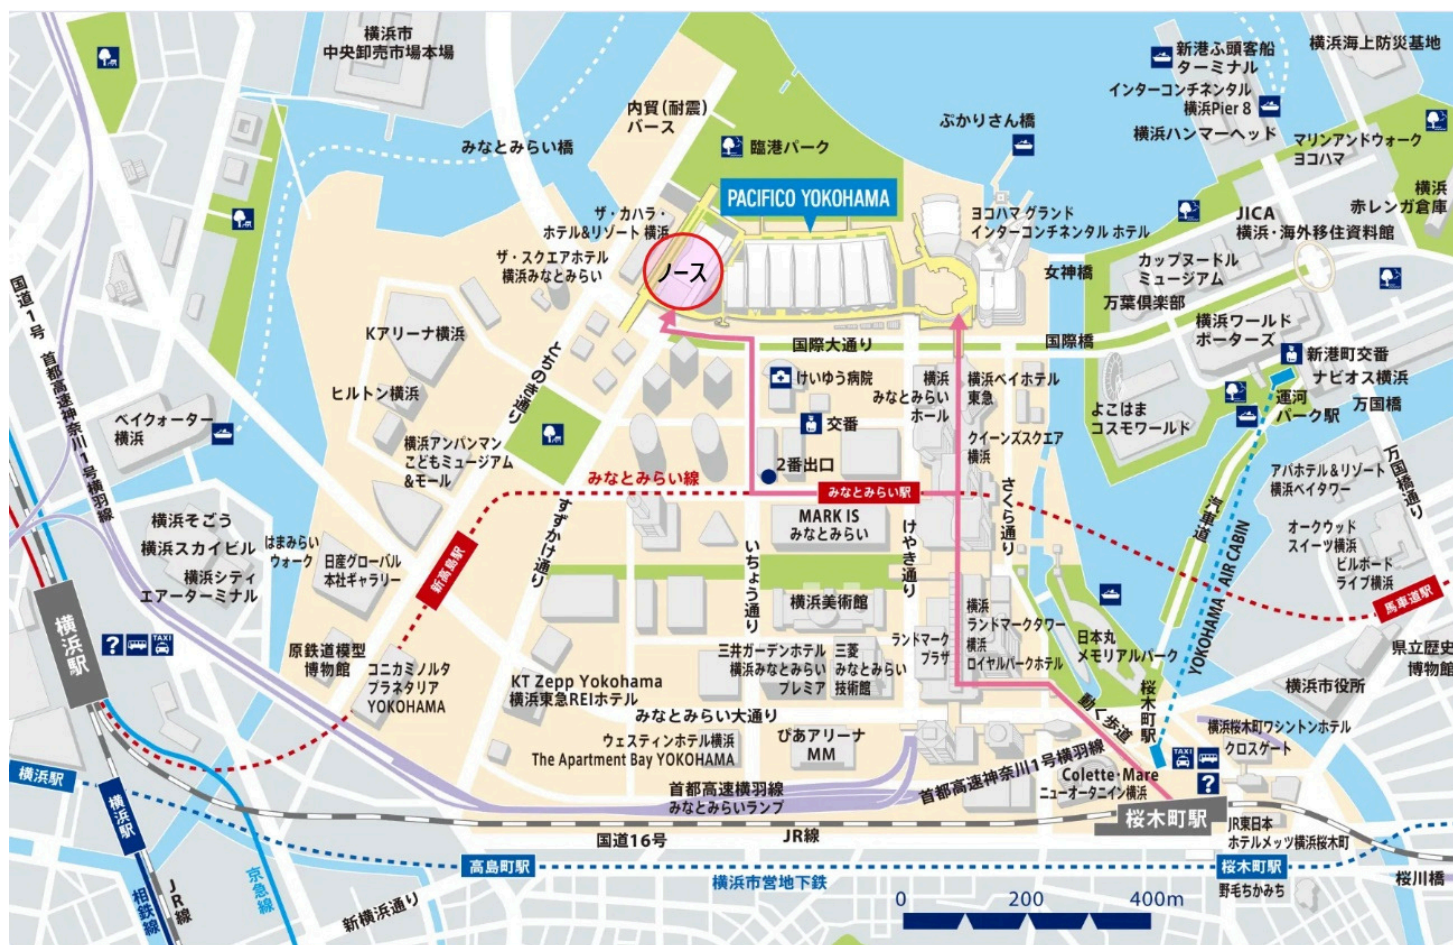 横浜市
中央卸売市場本場
内貿(耐震)
バース
みなとみらい橋
臨港パーク
ぷかりさん橋
新港ふ頭客船
ターミナル
インターコンチネンタル
横浜Pier 8
横浜ハンマーヘッド
横浜海上防災基地
マリンアンドウォーク
ヨコハマ
横浜
赤レンガ倉庫
PACIFICO YOKOHAMA
ザ・カハラ・
ホテル&リゾート 横浜
ザ・スクエアホテル
横浜みなとみらい
ノース
ヨコハマ グランド
インターコンチネンタル ホテル
JICA
横浜・海外移住資料館
カップヌードル
ミュージアム
女神橋
万葉倶楽部
横浜ワールド
ポーターズ
国道1号
首都高速神奈川1号横羽線
Kアリーナ横浜
とちのき通り
国際大通り
国際橋
新港町交番
ナビオス横浜
運河
パーク駅
万国橋
ヒルトン横浜
けいゆう病院
横浜
みなとみらい
ホール
横浜ベイホテル
東急
よこはま
コスモワールド
ベイクォーター
横浜
交番
横浜アンパンマン
こどもミュージアム
&モール
クイーンズスクエア
横浜
2番出口
みなとみらい線
みなとみらい駅
さくら通り
汽車道
アパホテル&リゾート
横浜ベイタワー
万国橋通り
横浜そごう
横浜スカイビル
横浜シティ
エアーターミナル
はまみらい
ウォーク
日産グローバル
本社ギャラリー
新高島駅
すずかけ通り
MARK IS
みなとみらい
けやき通り
いちょう通り
オークウッド
スイーツ横浜
ビルボード
ライブ横浜
YOKOHAMA AIR CABIN
馬車道駅
横浜駅
?
TAXI
原鉄道模型
博物館
コニカミノルタ
プラネタリア
YOKOHAMA
横浜美術館
ランドマーク
プラザ
横浜
ランドマークタワー
横浜
ロイヤルパークホテル
日本丸
メモリアルパーク
県立歴史
博物館
KT Zepp Yokohama
横浜東急REIホテル
三井ガーデンホテル
横浜みなとみらい
プレミア
三菱
みなとみらい
技術館
横浜市役所
みなとみらい大通り
動く歩道
桜木町駅
横浜桜木町ワシントンホテル
クロスゲート
ウェスティンホテル横浜
The Apartment Bay YOKOHAMA
ぴあアリーナ
MM
TAXI
?
Colette・Mare
ニューオータニイン横浜
首都高速横羽線
みなとみらいランプ
首都高速神奈川1号横羽線
横浜駅
横浜駅
桜木町駅
国道16号
JR線
JR東日本
ホテルメッツ横浜桜木町
高島町駅
横浜市営地下鉄
桜木町駅
野毛ちかみち
桜川橋
相鉄線
JR線
京急線
新横浜通り
0
200
400m